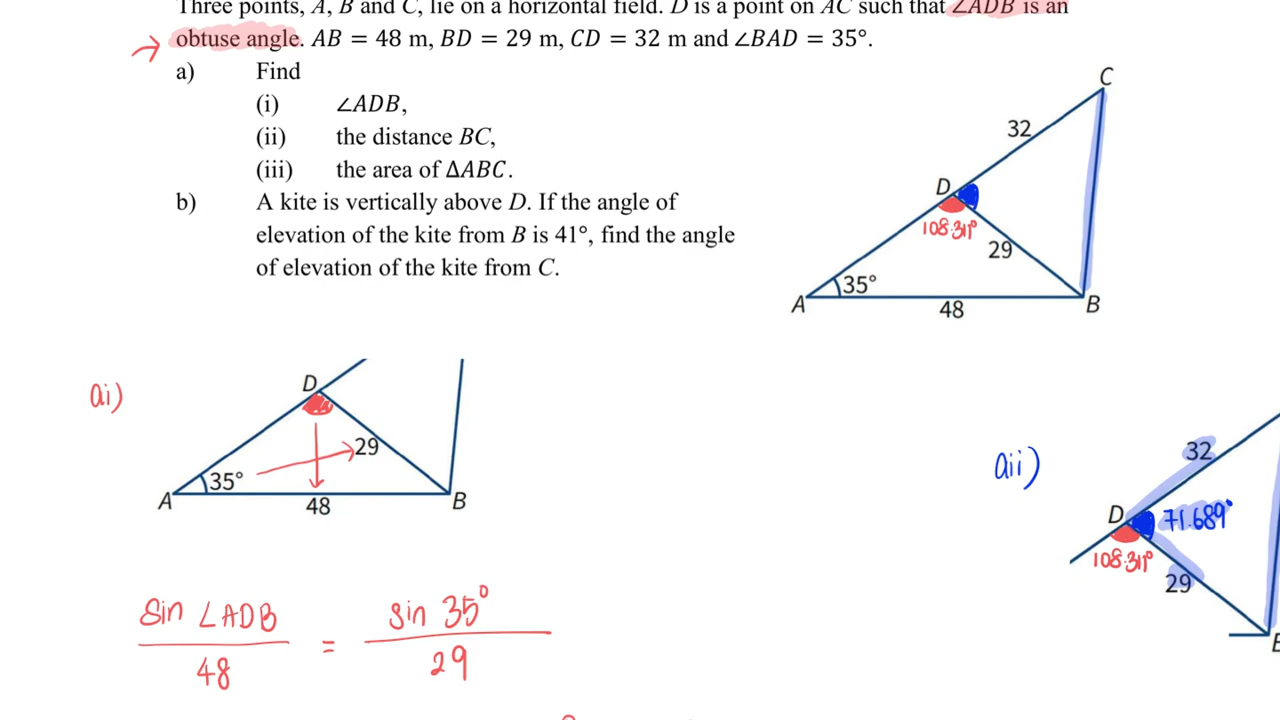 Three points, A, B and C, lie on a horizontal field. D is a point on AC such that ∠ADB is an
obtuse angle. AB = 48 m, BD = 29 m, CD = 32 m and ∠BAD = 35°.
a) Find
(i) ∠ADB,
(ii) the distance BC,
(iii) the area of ΔABC.
b) A kite is vertically above D. If the angle of
elevation of the kite from B is 41°, find the angle
of elevation of the kite from C.
C
32
D
108.311°
29
35°
A
48
B
ai)
D
29
35°
A
48
B
sin ∠ADB / 48 = sin 35° / 29
aii)
32
D
71.689°
108.311°
29